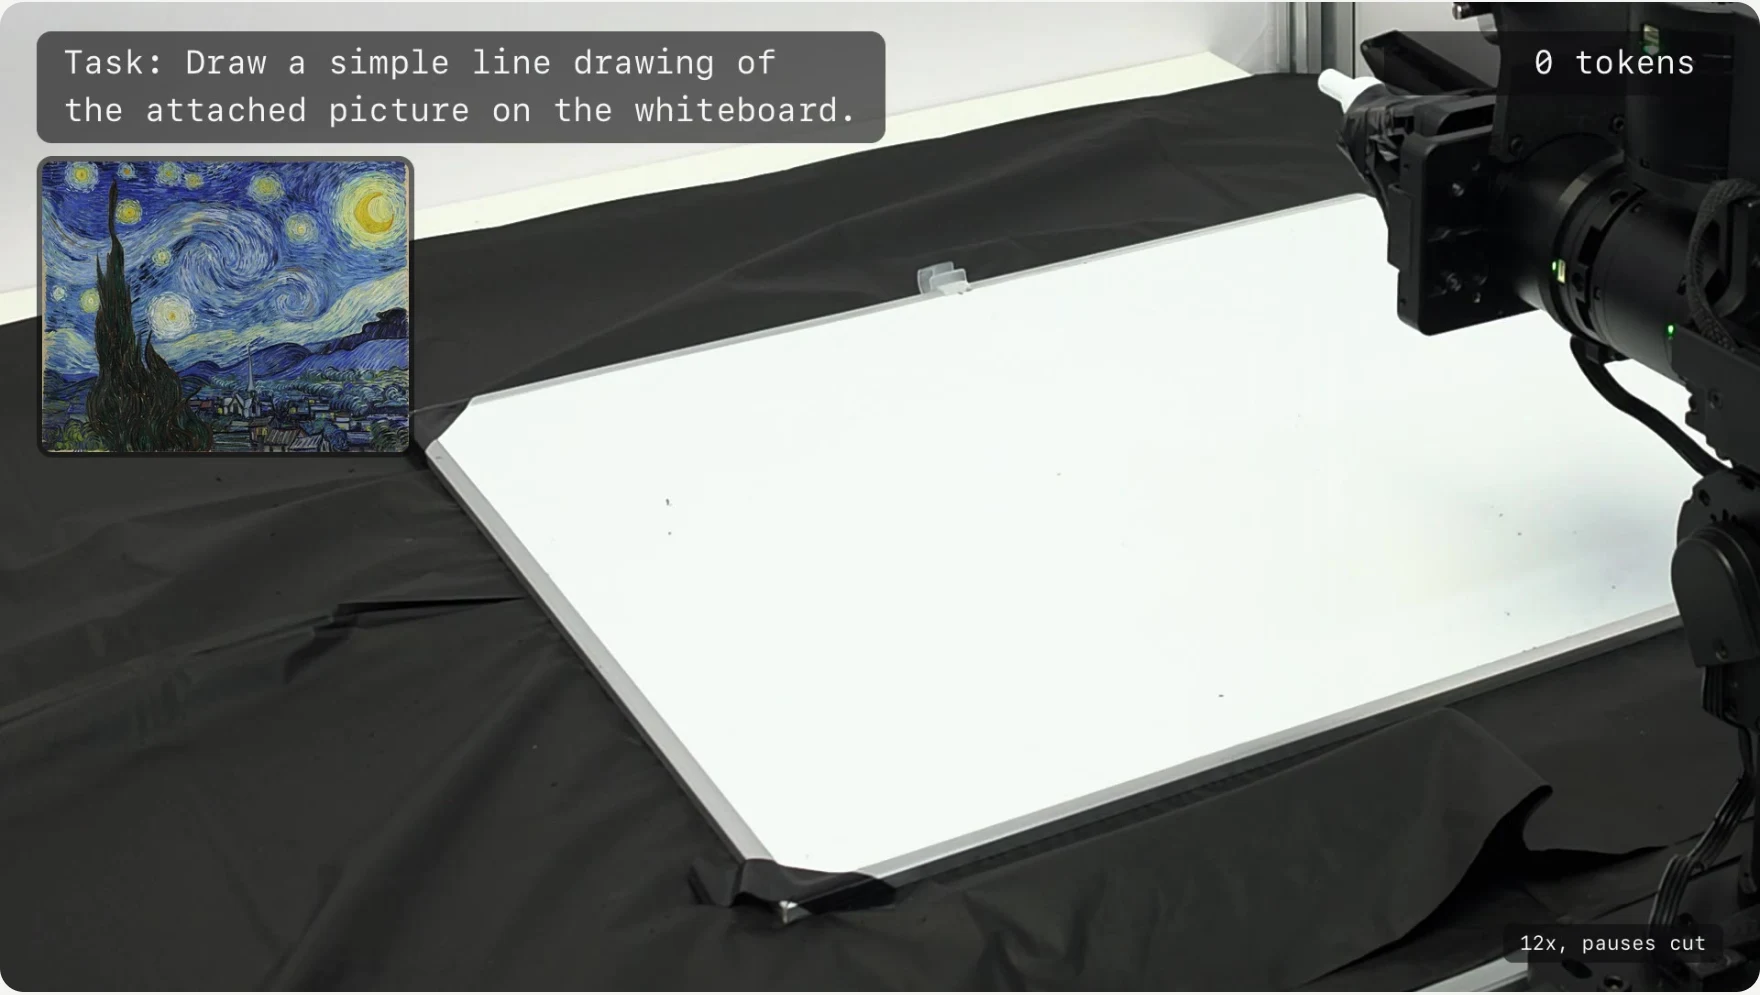 Task: Draw a simple line drawing of
the attached picture on the whiteboard.
0 tokens
12x, pauses cut